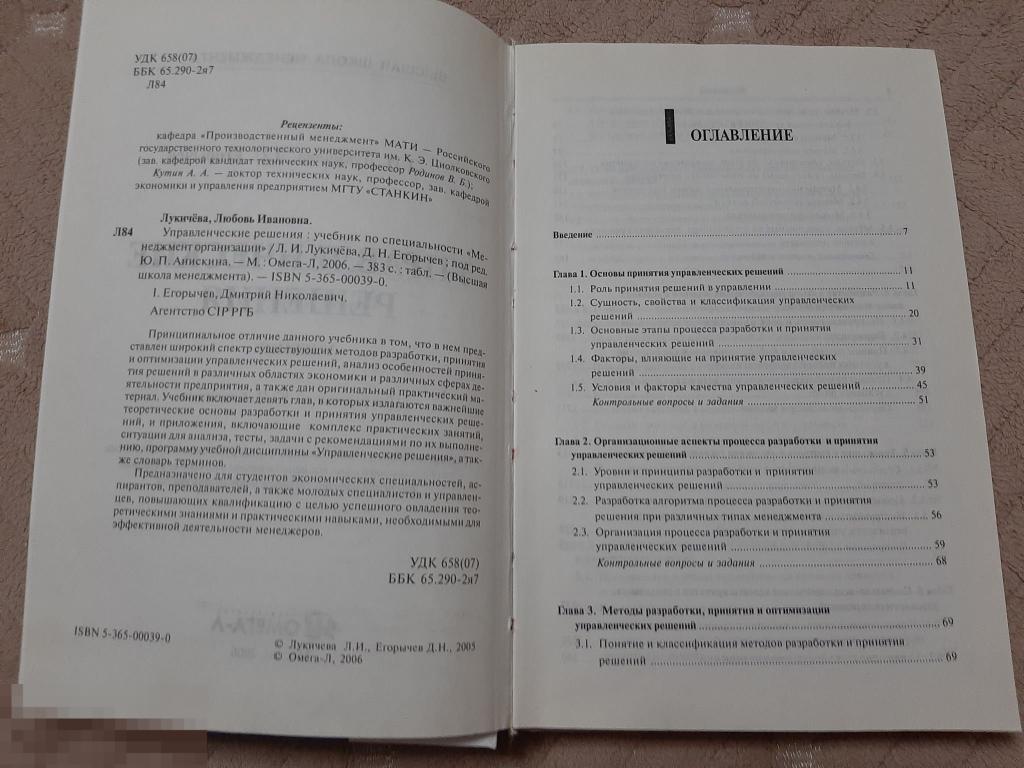 УДК 658(07)
ББК 65.290-2я7
Л84
Рецензенты:
кафедра «Производственный менеджмент» МАТИ — Российского
государственного технологического университета им. К. Э. Циолковского
(зав. кафедрой кандидат технических наук, профессор Родинов В. Б.);
Кутин А. А. — доктор технических наук, профессор, зав. кафедрой
экономики и управления предприятием МГТУ «СТАНКИН»
Лукичёва, Любовь Ивановна.
Л84 Управленческие решения : учебник по специальности «Ме-
неджмент организации» / Л. И. Лукичёва, Д. Н. Егорычев ; под ред.
Ю. П. Анискина. — М. : Омега-Л, 2006. — 383 с. : табл. — (Высшая
школа менеджмента). — ISBN 5-365-00039-0.
I. Егорычев, Дмитрий Николаевич.
Агентство CIP РГБ
Принципиальное отличие данного учебника в том, что в нем пред-
ставлен широкий спектр существующих методов разработки, принятия
и оптимизации управленческих решений, анализ особенностей приня-
тия решений в различных областях экономики и различных сферах де-
ятельности предприятия, а также дан оригинальный практический ма-
териал. Учебник включает девять глав, в которых излагаются важнейшие
теоретические основы разработки и принятия управленческих реше-
ний, и приложения, включающие комплекс практических занятий,
ситуации для анализа, тесты, задачи с рекомендациями по их выполне-
нию, программу учебной дисциплины «Управленческие решения», а так-
же словарь терминов.
Предназначено для студентов экономических специальностей, ас-
пирантов, преподавателей, а также молодых специалистов и управлен-
цев, повышающих квалификацию с целью успешного овладения тео-
ретическими знаниями и практическими навыками, необходимыми для
эффективной деятельности менеджеров.
УДК 658(07)
ББК 65.290-2я7
ISBN 5-365-00039-0
© Лукичева Л.И., Егорычев Д.Н., 2005
© Омега-Л, 2006
ОГЛАВЛЕНИЕ
Введение ........ 7
Глава 1. Основы принятия управленческих решений ........ 11
1.1. Роль принятия решений в управлении ........ 11
1.2. Сущность, свойства и классификация управленческих
решений ........ 20
1.3. Основные этапы процесса разработки и принятия
управленческих решений ........ 31
1.4. Факторы, влияющие на принятие управленческих
решений ........ 39
1.5. Условия и факторы качества управленческих решений ........ 45
Контрольные вопросы и задания ........ 51
Глава 2. Организационные аспекты процесса разработки и принятия
управленческих решений ........ 53
2.1. Уровни и принципы разработки и принятия
управленческих решений ........ 53
2.2. Разработка алгоритма процесса разработки и принятия
решения при различных типах менеджмента ........ 56
2.3. Организация процесса разработки и принятия
управленческих решений ........ 59
Контрольные вопросы и задания ........ 68
Глава 3. Методы разработки, принятия и оптимизации
управленческих решений ........ 69
3.1. Понятие и классификация методов разработки и принятия
решений ........ 69